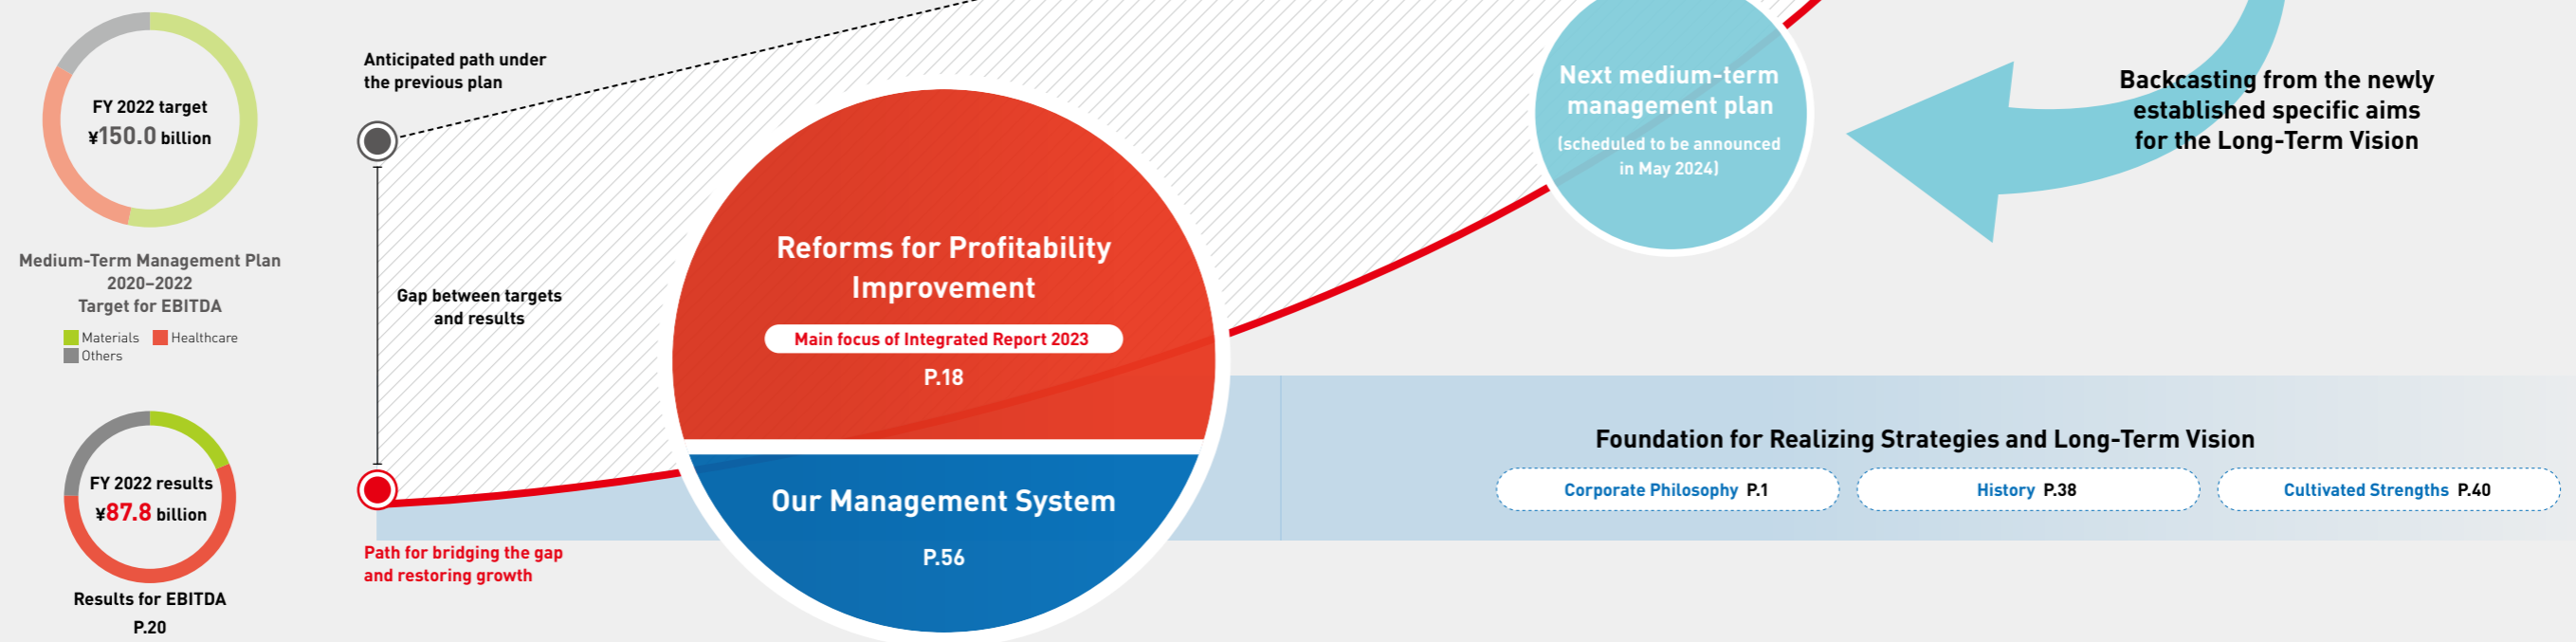 FY 2022 target
¥150.0 billion
Medium-Term Management Plan
2020–2022
Target for EBITDA
Materials
Healthcare
Others
FY 2022 results
¥87.8 billion
Results for EBITDA
P.20
Anticipated path under
the previous plan
Gap between targets
and results
Path for bridging the gap
and restoring growth
Reforms for Profitability
Improvement
Main focus of Integrated Report 2023
P.18
Our Management System
P.56
Next medium-term
management plan
(scheduled to be announced
in May 2024)
Backcasting from the newly
established specific aims
for the Long-Term Vision
Foundation for Realizing Strategies and Long-Term Vision
Corporate Philosophy P.1
History P.38
Cultivated Strengths P.40